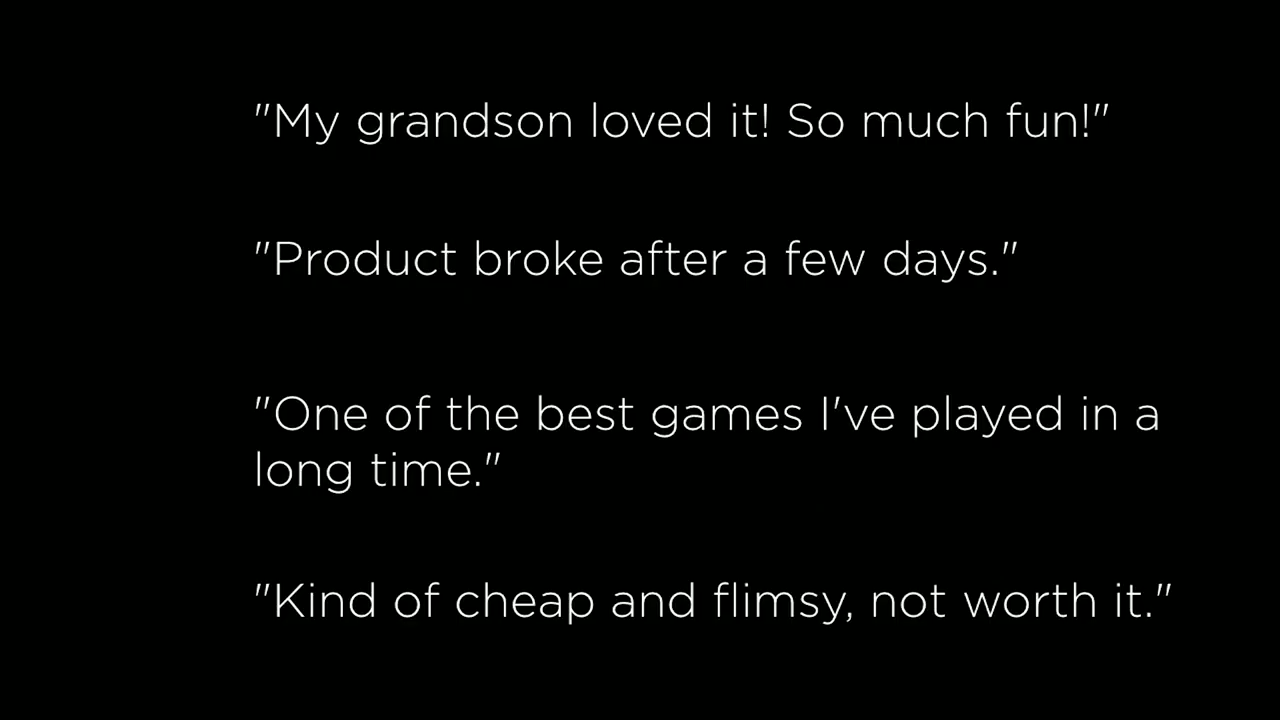 "My grandson loved it! So much fun!"
"Product broke after a few days."
"One of the best games I've played in a
long time."
"Kind of cheap and flimsy, not worth it."